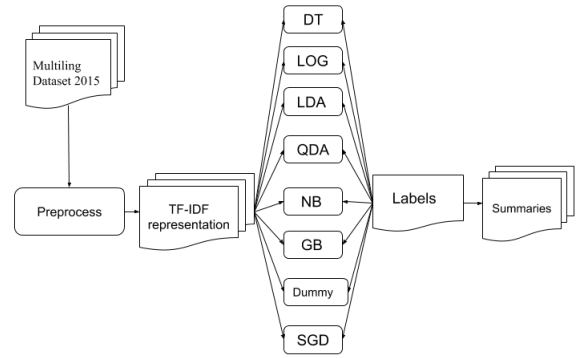 Multiling
Dataset 2015
Preprocess
TF-IDF
representation
DT
LOG
LDA
QDA
NB
GB
Dummy
SGD
Labels
Summaries